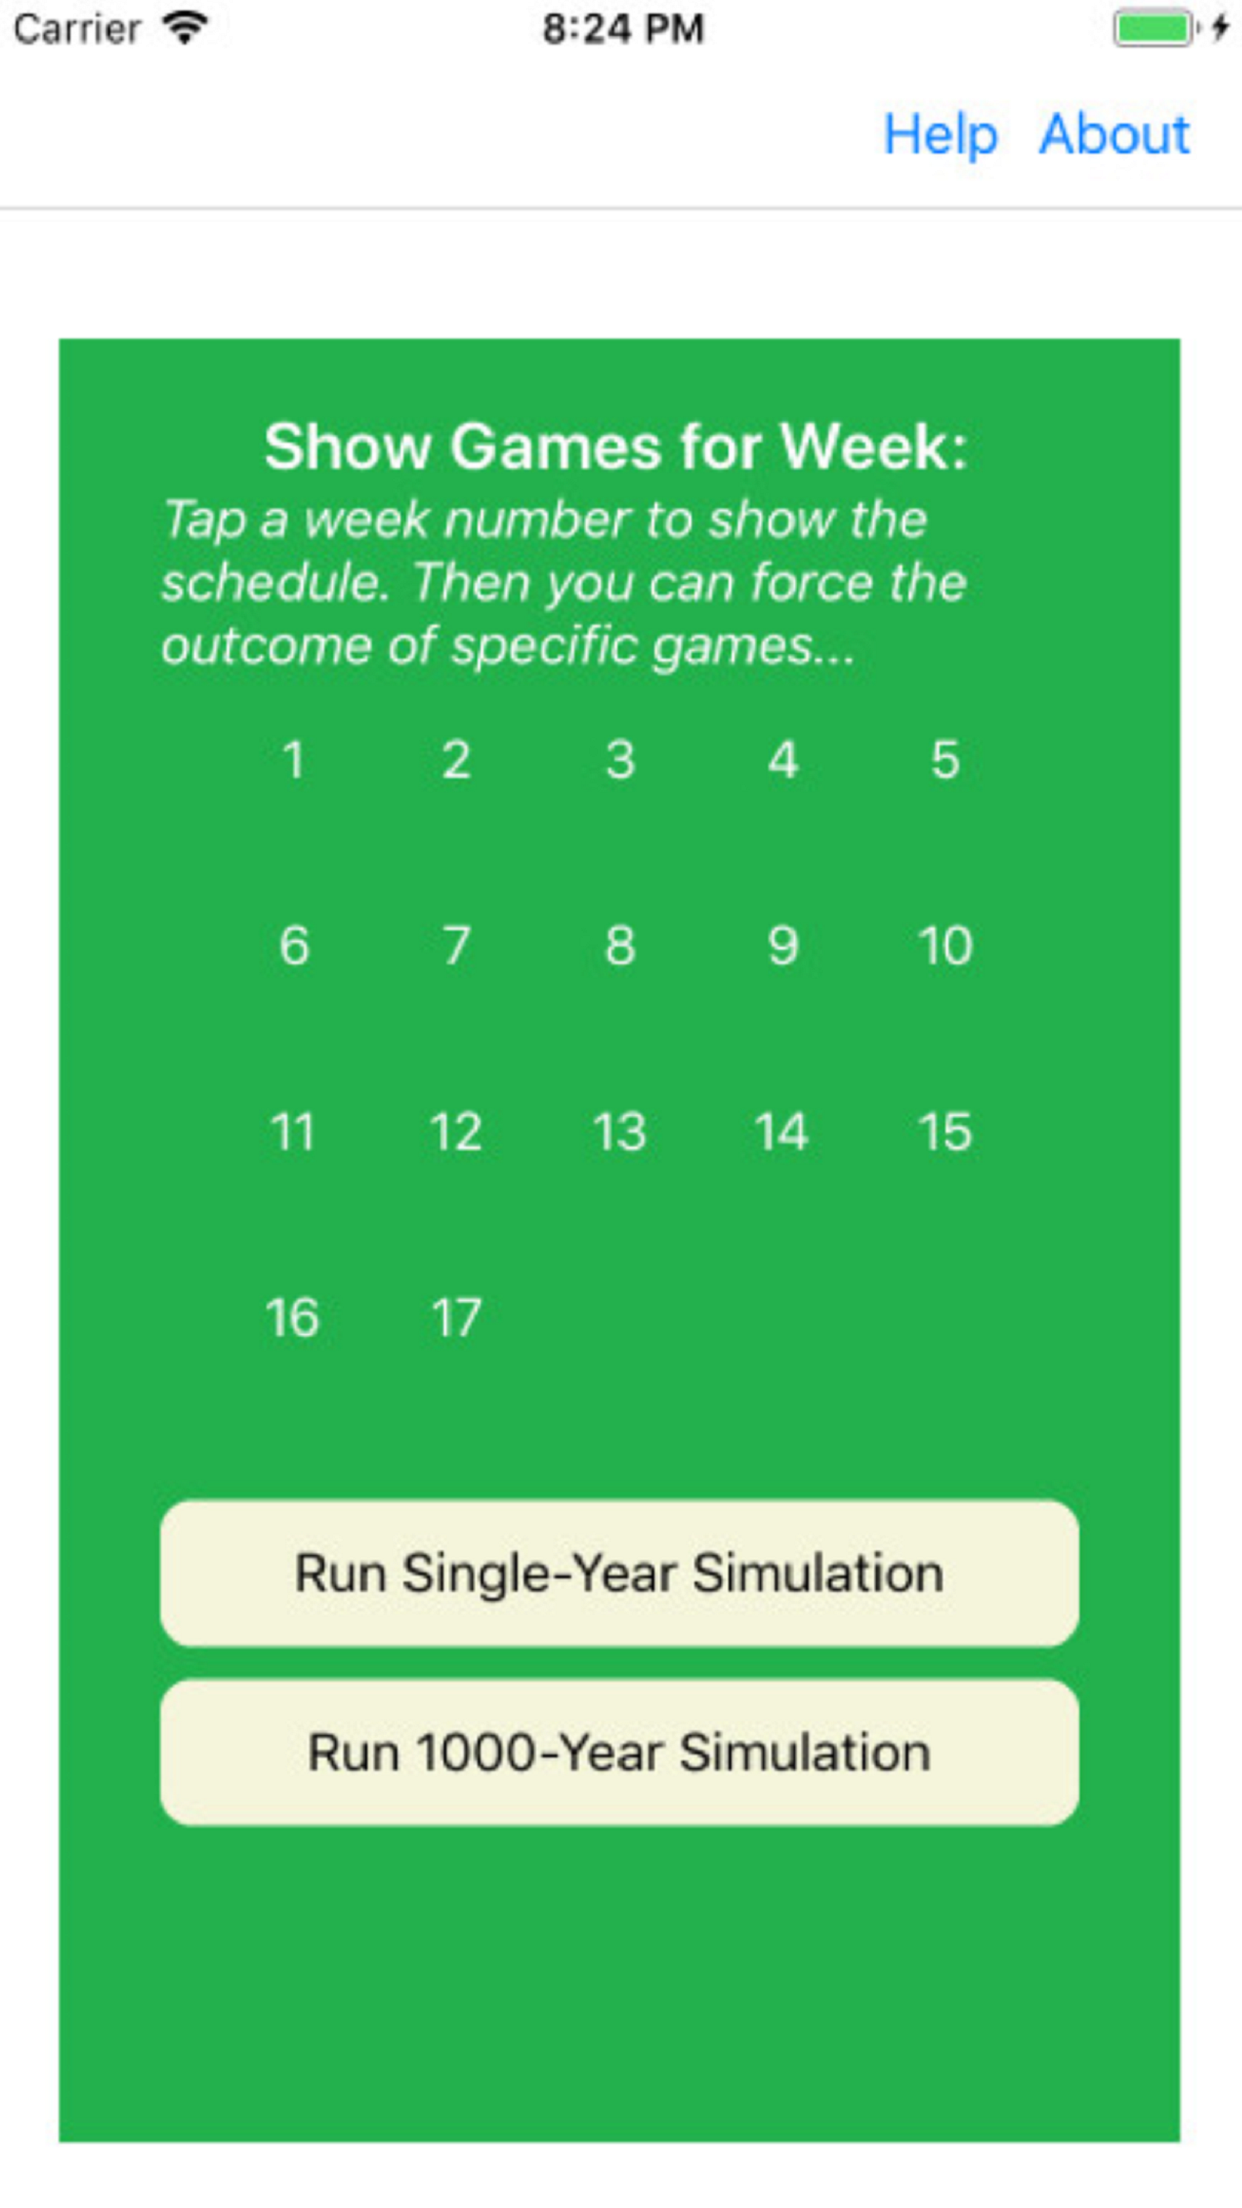 Carrier 8:24 PM
Help About
Show Games for Week:
Tap a week number to show the
schedule. Then you can force the
outcome of specific games...
1 2 3 4 5
6 7 8 9 10
11 12 13 14 15
16 17
Run Single-Year Simulation
Run 1000-Year Simulation